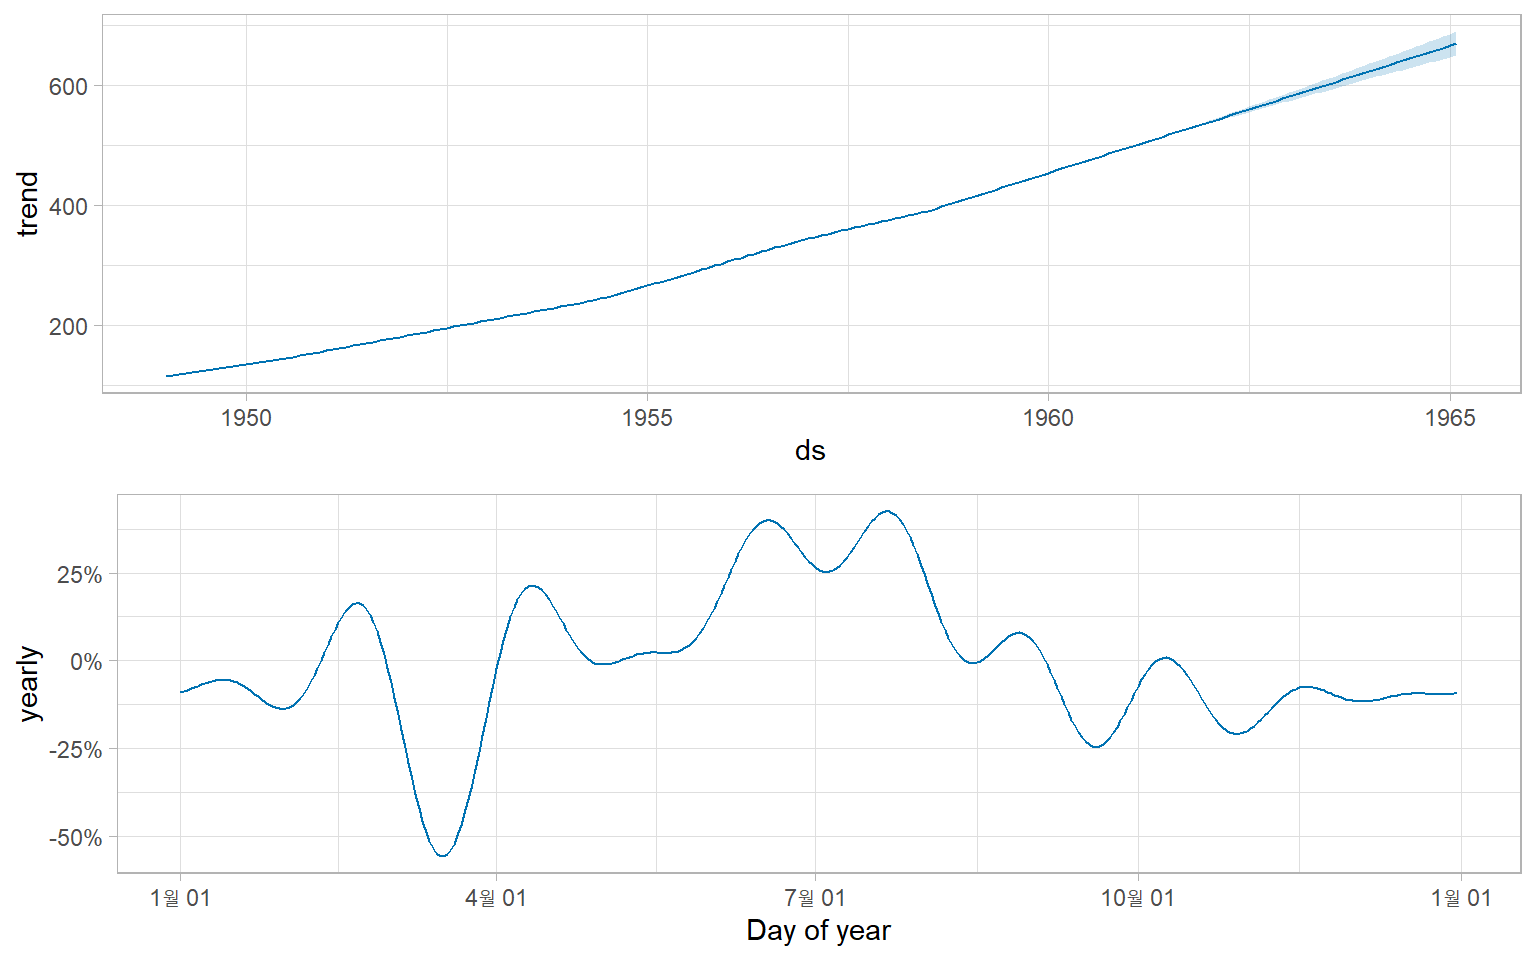 600
400
200
trend
1950 1955 1960 1965
ds
25%
0%
-25%
-50%
yearly
1월 01 4월 01 7월 01 10월 01 1월 01
Day of year